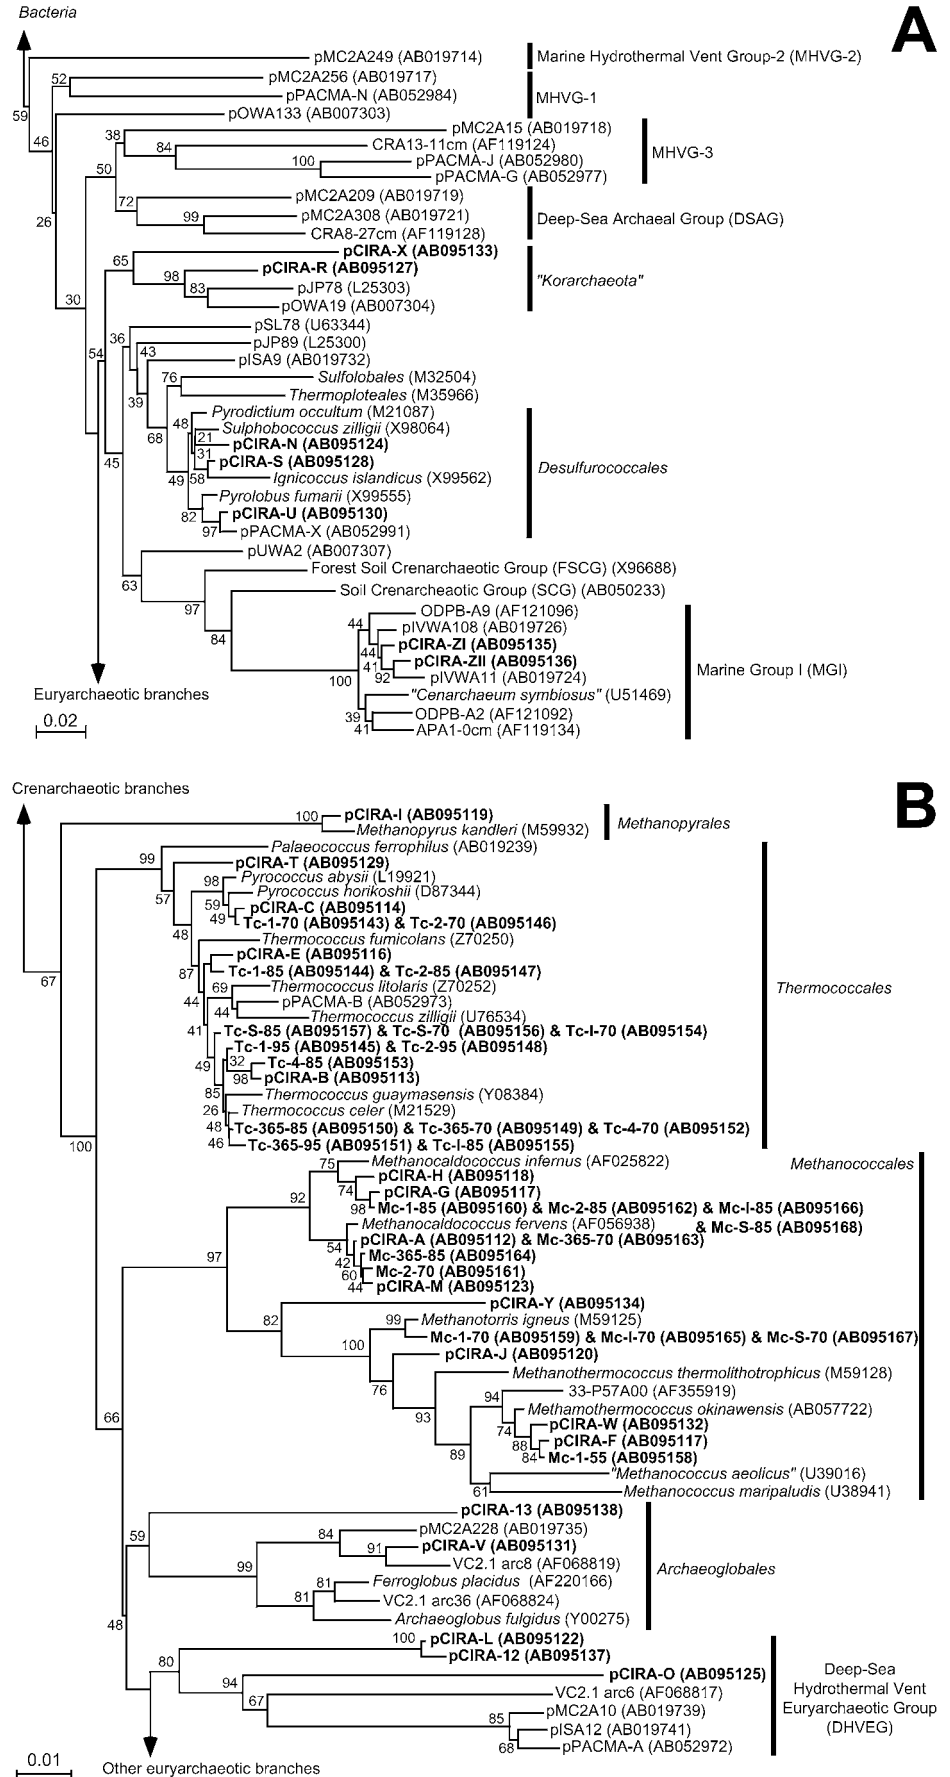 Bacteria
A
pMC2A249 (AB019714)
Marine Hydrothermal Vent Group-2 (MHVG-2)
52
pMC2A256 (AB019717)
pPACMA-N (AB052984)
MHVG-1
59
pOWA133 (AB007303)
46
38
pMC2A15 (AB019718)
84
CRA13-11cm (AF119124)
100
pPACMA-J (AB052980)
MHVG-3
50
pPACMA-G (AB052977)
72
pMC2A209 (AB019719)
99
pMC2A308 (AB019721)
Deep-Sea Archaeal Group (DSAG)
26
CRA8-27cm (AF119128)
pCIRA-X (AB095133)
65
98
pCIRA-R (AB095127)
"Korarchaeota"
83
pJP78 (L25303)
30
pOWA19 (AB007304)
pSL78 (U63344)
36
pJP89 (L25300)
54
43
pISA9 (AB019732)
76
Sulfolobales (M32504)
39
Thermoploteales (M35966)
Pyrodictium occultum (M21087)
48
Sulphobococcus zilligii (X98064)
68
21
pCIRA-N (AB095124)
31
45
pCIRA-S (AB095128)
Desulfurococcales
49
58
Ignicoccus islandicus (X99562)
Pyrolobus fumarii (X99555)
82
pCIRA-U (AB095130)
97
pPACMA-X (AB052991)
pUWA2 (AB007307)
63
Forest Soil Crenarchaeotic Group (FSCG) (X96688)
97
Soil Crenarcheaotic Group (SCG) (AB050233)
84
ODPB-A9 (AF121096)
44
pIVWA108 (AB019726)
44
pCIRA-ZI (AB095135)
41
pCIRA-ZII (AB095136)
Marine Group I (MGI)
100
92
pIVWA11 (AB019724)
Euryarchaeotic branches
"Cenarchaeum symbiosus" (U51469)
39
ODPB-A2 (AF121092)
0.02
41
APA1-0cm (AF119134)
Crenarchaeotic branches
B
100
pCIRA-I (AB095119)
Methanopyrus kandleri (M59932)
Methanopyrales
Palaeococcus ferrophilus (AB019239)
99
pCIRA-T (AB095129)
98
Pyrococcus abysii (L19921)
57
Pyrococcus horikoshii (D87344)
59
pCIRA-C (AB095114)
49
Tc-1-70 (AB095143) & Tc-2-70 (AB095146)
48
Thermococcus fumicolans (Z70250)
pCIRA-E (AB095116)
87
Tc-1-85 (AB095144) & Tc-2-85 (AB095147)
67
69
Thermococcus litolaris (Z70252)
Thermococcales
44
pPACMA-B (AB052973)
44
Thermococcus zilligii (U76534)
41
Tc-S-85 (AB095157) & Tc-S-70 (AB095156) & Tc-I-70 (AB095154)
Tc-1-95 (AB095145) & Tc-2-95 (AB095148)
49
32
Tc-4-85 (AB095153)
98
pCIRA-B (AB095113)
85
Thermococcus guaymasensis (Y08384)
26
Thermococcus celer (M21529)
48
Tc-365-85 (AB095150) & Tc-365-70 (AB095149) & Tc-4-70 (AB095152)
100
46
Tc-365-95 (AB095151) & Tc-I-85 (AB095155)
75
Methanocaldococcus infernus (AF025822)
Methanococcales
pCIRA-H (AB095118)
74
pCIRA-G (AB095117)
92
98
Mc-1-85 (AB095160) & Mc-2-85 (AB095162) & Mc-I-85 (AB095166)
Methanocaldococcus fervens (AF056938)
& Mc-S-85 (AB095168)
54
pCIRA-A (AB095112) & Mc-365-70 (AB095163)
97
42
Mc-365-85 (AB095164)
60
Mc-2-70 (AB095161)
44
pCIRA-M (AB095123)
pCIRA-Y (AB095134)
82
99
Methanotorris igneus (M59125)
Mc-1-70 (AB095159) & Mc-I-70 (AB095165) & Mc-S-70 (AB095167)
100
pCIRA-J (AB095120)
Methanothermococcus thermolithotrophicus (M59128)
76
94
33-P57A00 (AF355919)
66
93
Methamothermococcus okinawensis (AB057722)
74
pCIRA-W (AB095132)
88
pCIRA-F (AB095117)
89
84
Mc-1-55 (AB095158)
"Methanococcus aeolicus" (U39016)
61
Methanococcus maripaludis (U38941)
pCIRA-13 (AB095138)
59
84
pMC2A228 (AB019735)
91
pCIRA-V (AB095131)
99
VC2.1 arc8 (AF068819)
Archaeoglobales
81
Ferroglobus placidus (AF220166)
81
VC2.1 arc36 (AF068824)
48
Archaeoglobus fulgidus (Y00275)
100
pCIRA-L (AB095122)
pCIRA-12 (AB095137)
80
pCIRA-O (AB095125)
94
VC2.1 arc6 (AF068817)
67
85
pMC2A10 (AB019739)
pISA12 (AB019741)
68
pPACMA-A (AB052972)
Deep-Sea
Hydrothermal Vent
Euryarchaeotic Group
(DHVEG)
0.01
Other euryarchaeotic branches